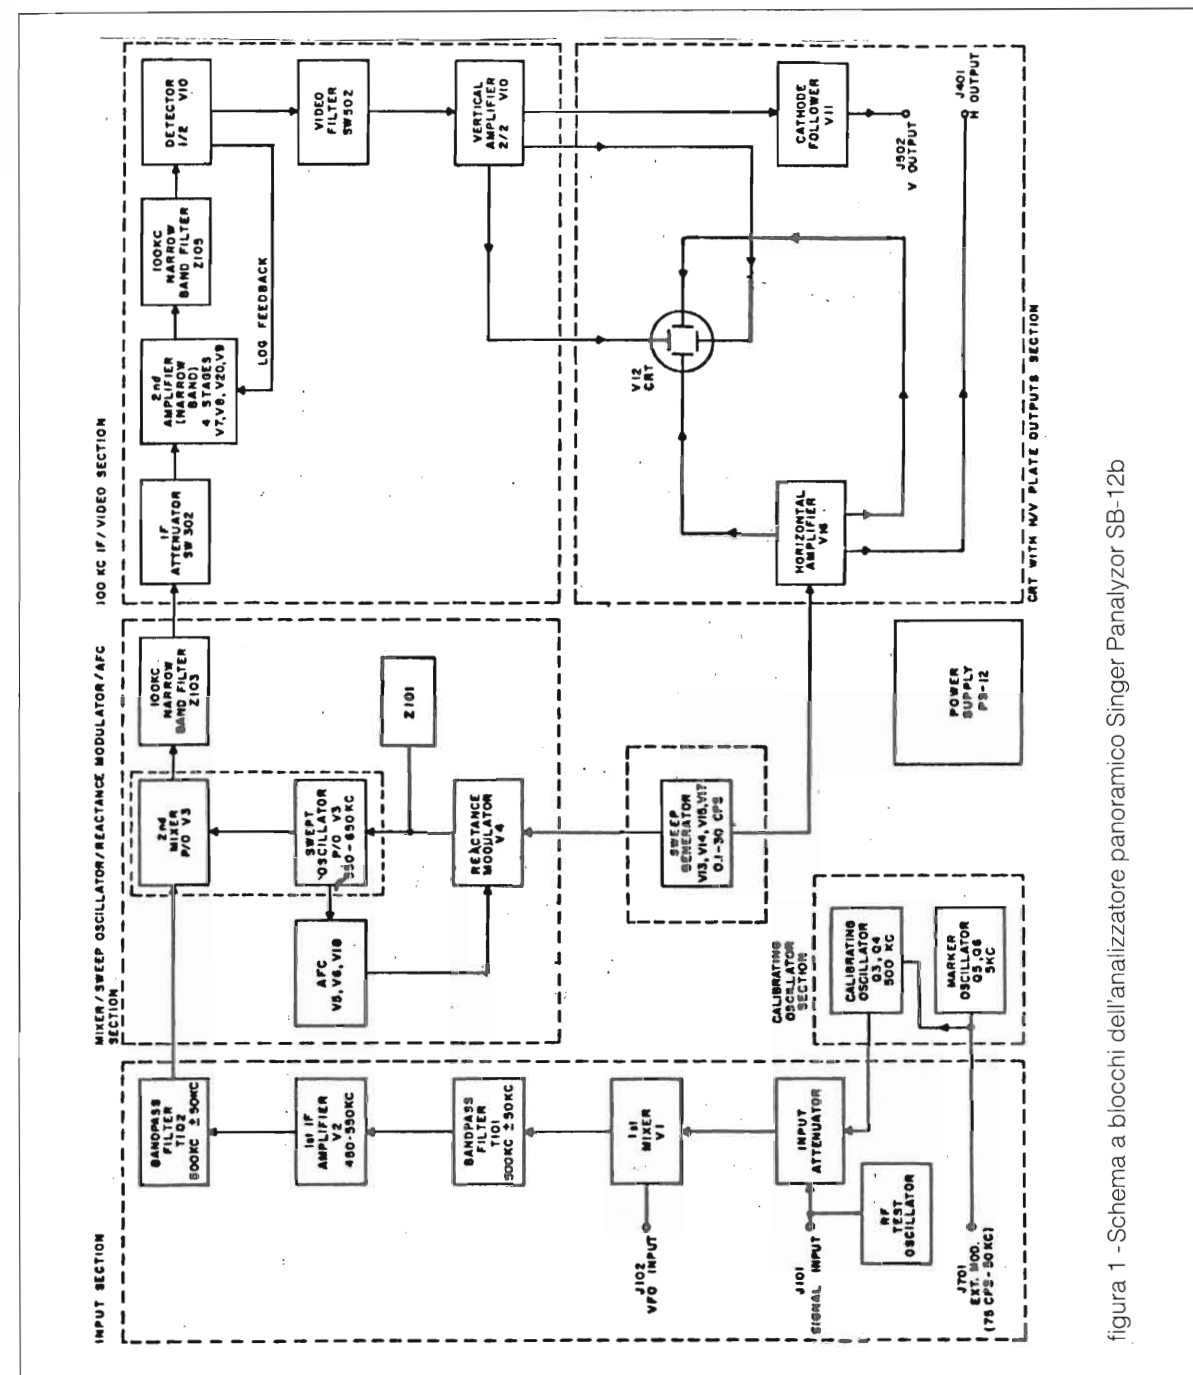 INPUT SECTION
J102
VFO INPUT
J101
SIGNAL INPUT
J701
EXT. MOD.
(75 CPS-50KC)
RF
TEST
OSCILLATOR
INPUT
ATTENUATOR
1st
MIXER
V1
BANDPASS
FILTER
T101
500KC ±50KC
1st IF
AMPLIFIER
V2
450-550KC
BANDPASS
FILTER
T102
500KC ±50KC
CALIBRATING
OSCILLATOR
SECTION
CALIBRATING
OSCILLATOR
Q3, Q4
500 KC
MARKER
OSCILLATOR
Q5, Q6
5KC
MIXER/SWEEP OSCILLATOR/REACTANCE MODULATOR/AFC
SECTION
AFC
V5, V6, V18
2nd
MIXER
P/O V3
SWEPT
OSCILLATOR
P/O V3
550-650KC
REACTANCE
MODULATOR
V4
Z101
100KC
NARROW
BAND FILTER
Z103
SWEEP
GENERATOR
V13, V14, V15, V17
0.1-30 CPS
POWER
SUPPLY
PS-12
100 KC IF/VIDEO SECTION
IF
ATTENUATOR
SW302
2nd
AMPLIFIER
(NARROW
BAND)
4 STAGES
V7, V8, V20, V9
LOG FEEDBACK
100KC
NARROW
BAND FILTER
Z105
DETECTOR
1/2 V10
VIDEO
FILTER
SW502
VERTICAL
AMPLIFIER
2/2 V10
CRT WITH H/V PLATE OUTPUTS SECTION
HORIZONTAL
AMPLIFIER
V16
V12
CRT
CATHODE
FOLLOWER
V11
J502
V OUTPUT
J401
H OUTPUT
figura 1 -Schema a blocchi dell'analizzatore panoramico Singer Panalyzor SB-12b